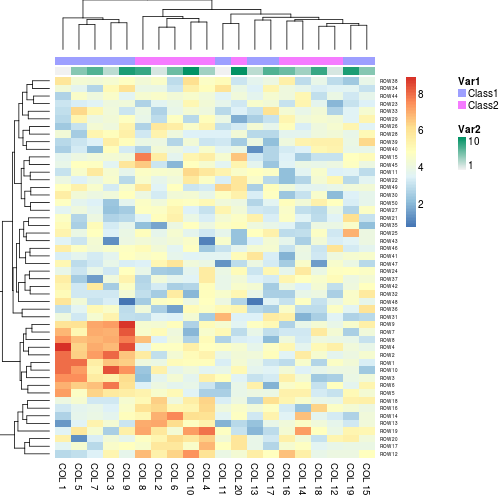 ROW38
ROW34
ROW44
ROW23
ROW33
ROW29
ROW26
ROW28
ROW39
ROW40
ROW15
ROW45
ROW11
ROW22
ROW49
ROW30
ROW50
ROW27
ROW21
ROW35
ROW25
ROW43
ROW46
ROW41
ROW47
ROW24
ROW37
ROW42
ROW32
ROW48
ROW36
ROW31
ROW9
ROW7
ROW8
ROW4
ROW2
ROW1
ROW10
ROW3
ROW6
ROW5
ROW18
ROW16
ROW14
ROW13
ROW19
ROW20
ROW17
ROW12
COL 1
COL 5
COL 7
COL 3
COL 9
COL 8
COL 2
COL 6
COL 10
COL 4
COL 11
COL 20
COL 13
COL 17
COL 16
COL 14
COL 18
COL 12
COL 19
COL 15
8
6
4
2
Var1
Class1
Class2
Var2
10
1